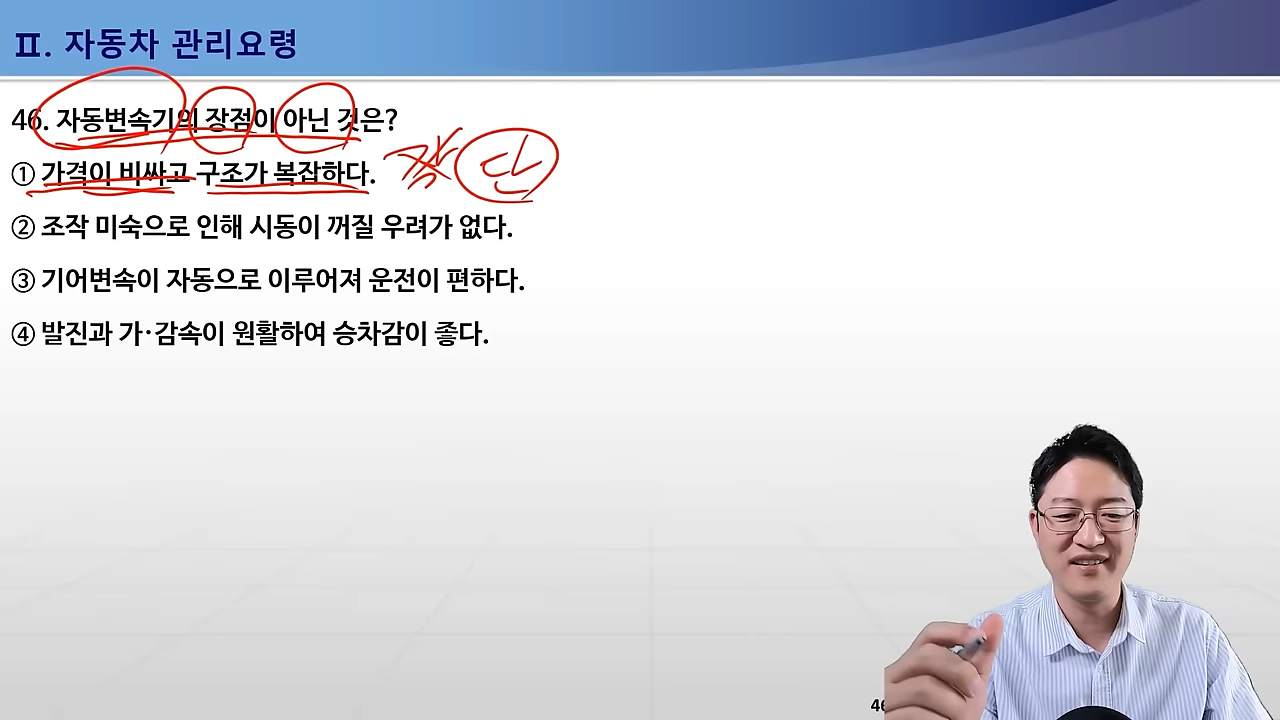 Ⅱ. 자동차 관리요령
46. 자동변속기의 장점이 아닌 것은?
① 가격이 비싸고 구조가 복잡하다.
단
② 조작 미숙으로 인해 시동이 꺼질 우려가 없다.
③ 기어변속이 자동으로 이루어져 운전이 편하다.
④ 발진과 가·감속이 원활하여 승차감이 좋다.
46